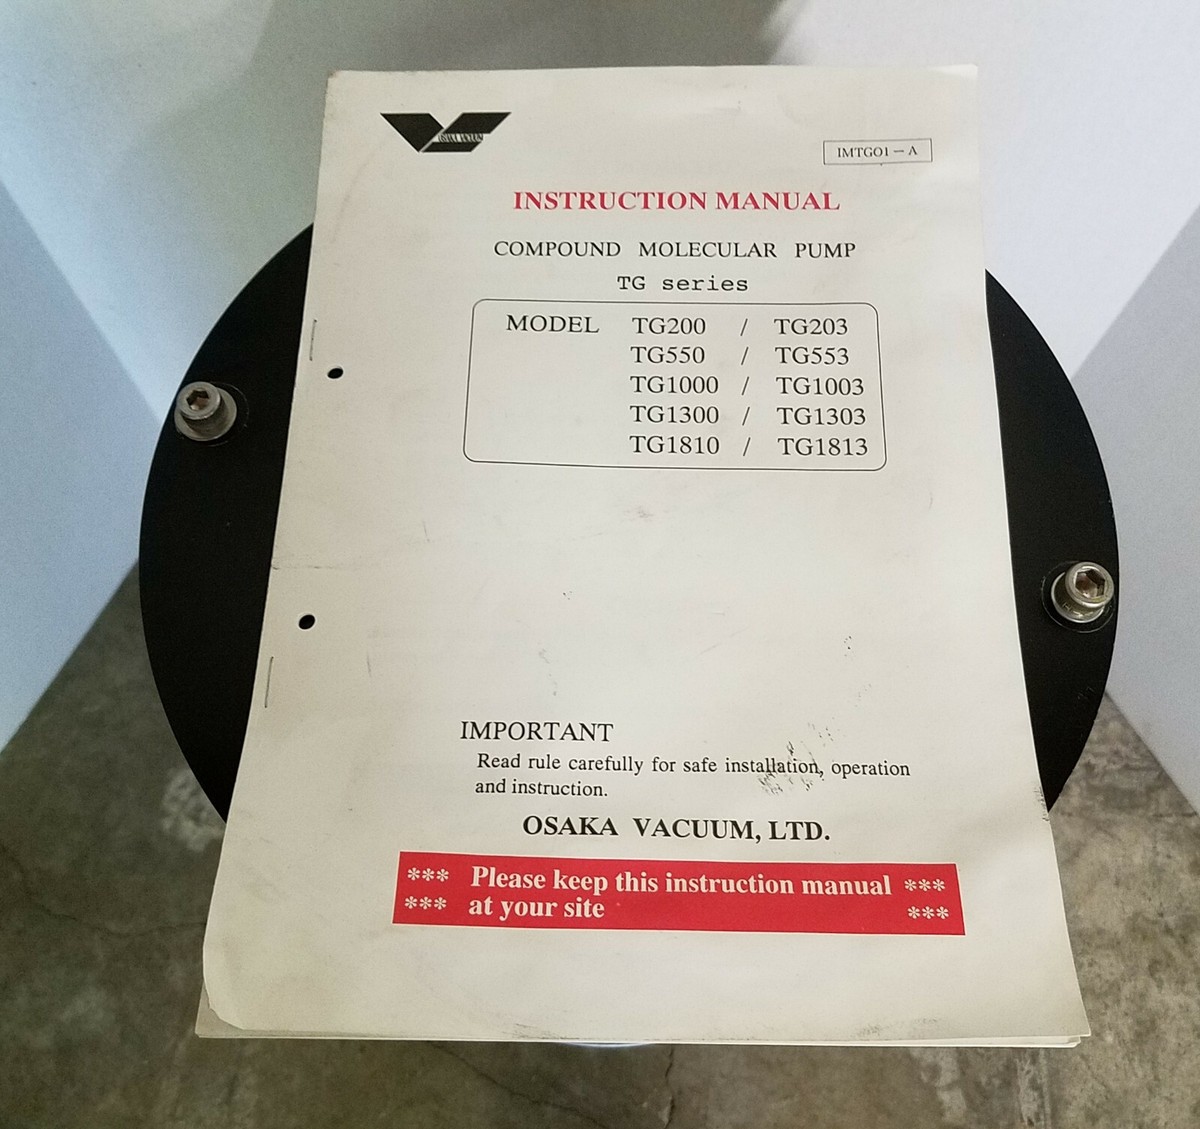 OSAKA VACUUM
IMTG01－A
INSTRUCTION MANUAL
COMPOUND MOLECULAR PUMP
TG series
MODEL TG200 / TG203
TG550 / TG553
TG1000 / TG1003
TG1300 / TG1303
TG1810 / TG1813
IMPORTANT
Read rule carefully for safe installation, operation
and instruction.
OSAKA VACUUM, LTD.
*** Please keep this instruction manual ***
*** at your site ***